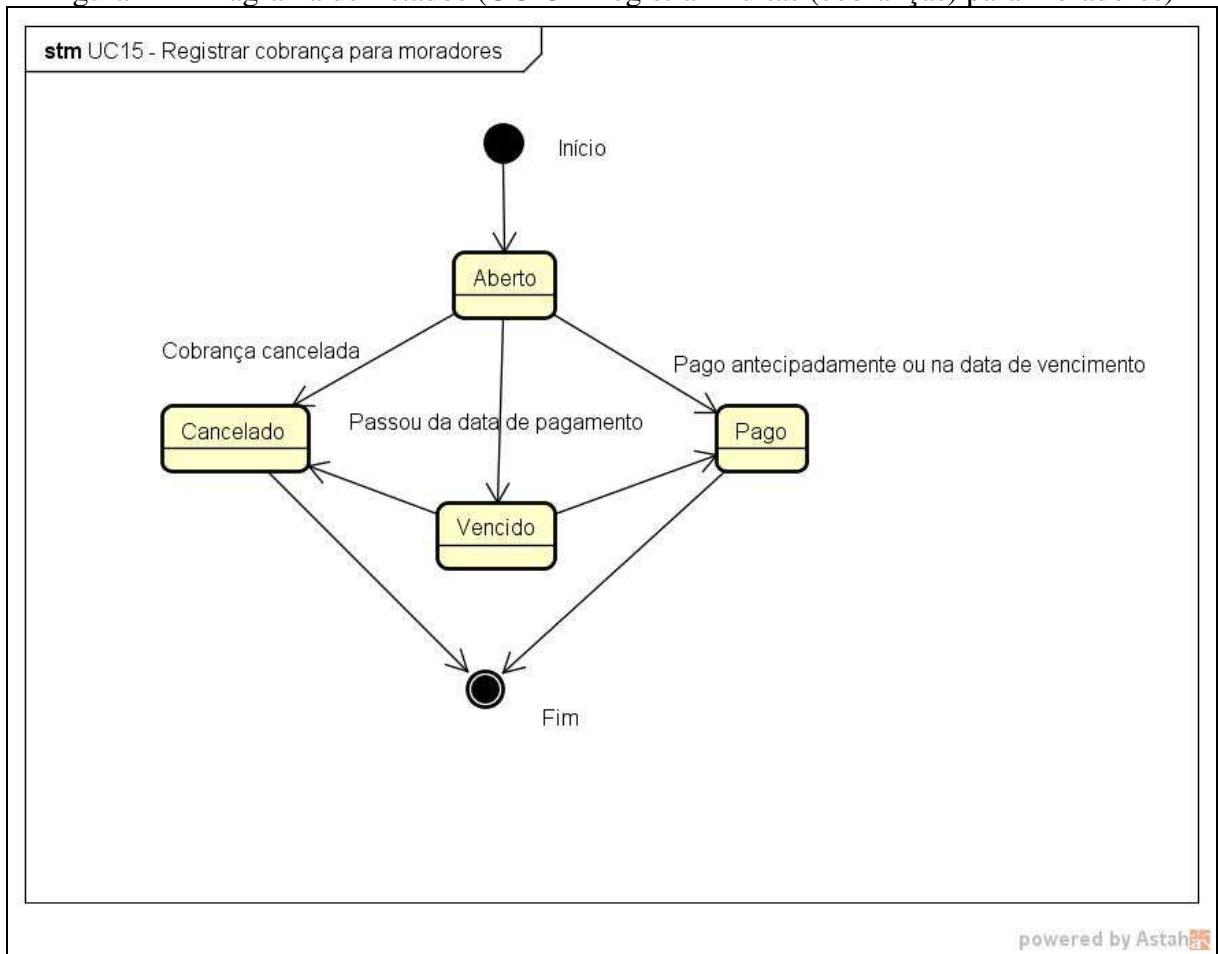 stm UC15 - Registrar cobrança para moradores
Início
Aberto
Cobrança cancelada
Pago antecipadamente ou na data de vencimento
Cancelado
Passou da data de pagamento
Pago
Vencido
Fim
powered by Astah